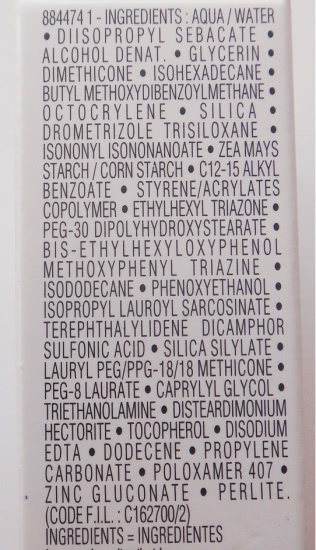 884474 1 - INGREDIENTS : AQUA / WATER
• DIISOPROPYL SEBACATE •
ALCOHOL DENAT. • GLYCERIN •
DIMETHICONE • ISOHEXADECANE •
BUTYL METHOXYDIBENZOYLMETHANE •
OCTOCRYLENE • SILICA •
DROMETRIZOLE TRISILOXANE •
ISONONYL ISONONANOATE • ZEA MAYS
STARCH / CORN STARCH • C12-15 ALKYL
BENZOATE • STYRENE/ACRYLATES
COPOLYMER • ETHYLHEXYL TRIAZONE •
PEG-30 DIPOLYHYDROXYSTEARATE •
BIS-ETHYLHEXYLOXYPHENOL
METHOXYPHENYL TRIAZINE •
ISODODECANE • PHENOXYETHANOL •
ISOPROPYL LAUROYL SARCOSINATE •
TEREPHTHALYLIDENE DICAMPHOR
SULFONIC ACID • SILICA SILYLATE •
LAURYL PEG/PPG-18/18 METHICONE •
PEG-8 LAURATE • CAPRYLYL GLYCOL •
TRIETHANOLAMINE • DISTEARDIMONIUM
HECTORITE • TOCOPHEROL • DISODIUM
EDTA • DODECENE • PROPYLENE
CARBONATE • POLOXAMER 407 •
ZINC GLUCONATE • PERLITE.
(CODE F.I.L. : C162700/2)
INGREDIENTS = INGREDIENTES